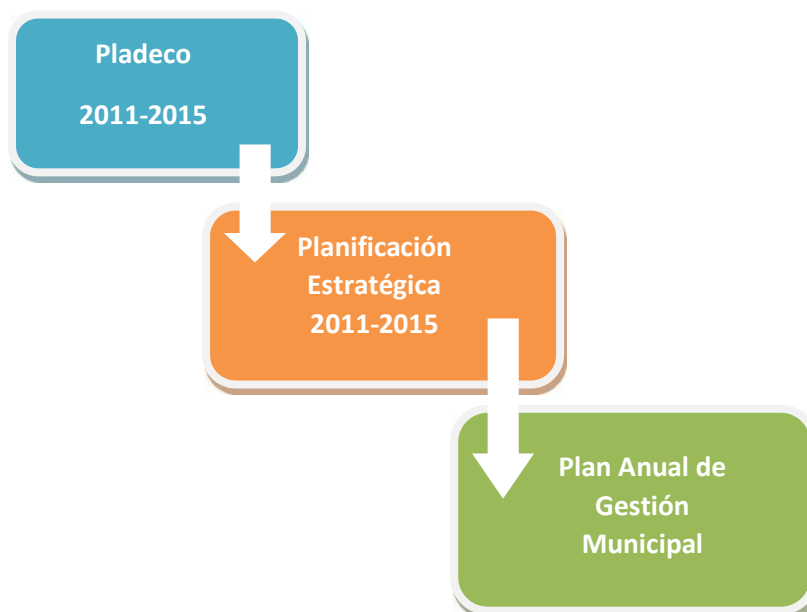 Pladeco
2011-2015
Planificación
Estratégica
2011-2015
Plan Anual de
Gestión
Municipal